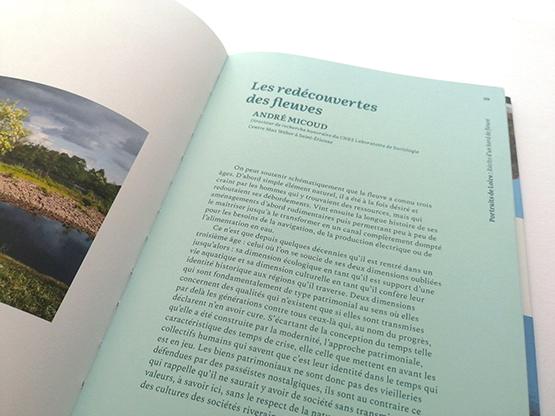 Les redécouvertes
des fleuves
ANDRÉ MICOUD
Directeur de recherche honoraire du CNRS Laboratoire de Sociologie
Centre Max Weber à Saint-Étienne
On peut soutenir schématiquement que le fleuve a connu trois
âges. D'abord simple élément naturel, il a été à la fois désiré et
craint par les hommes qui y trouvaient des ressources, mais qui
redoutaient ses débordements. Vint ensuite la longue histoire de ses
aménagements d'abord rudimentaires puis permettant peu à peu de
le maîtriser jusqu'à le transformer en un canal complètement dompté
pour les besoins de la navigation, de la production électrique ou de
l'alimentation en eau.
Ce n'est que depuis quelques décennies qu'il est rentré dans un
troisième âge : celui où l'on se soucie de ses deux dimensions oubliées
jusqu'alors : sa dimension écologique en tant qu'il est support d'une
vie aquatique et sa dimension culturelle en tant qu'il confère leur
identité historique aux régions qu'il traverse. Deux dimensions
qui sont fondamentalement de type patrimonial au sens où elles
concernent des qualités qui n'existent que si elles sont transmises
par delà les générations contre tous ceux-là qui, au nom du progrès,
déclarent n'en avoir cure. S'écartant de la conception du temps telle
qu'elle a été construite par la modernité, l'approche patrimoniale,
caractéristique des temps de crise, elle celle que mettent en avant les
collectifs humains qui savent que c'est leur identité dans le temps qui
est en jeu. Les biens patrimoniaux ne sont donc pas des vieilleries
défendues par des passéistes nostalgiques, ils sont au contraire ce
qui rappelle qu'il ne saurait y avoir de société sans transmission
valeurs, à savoir ici, sans le respect de la
des cultures des sociétés
Portraits de Loire - Récits d'un bord de fleuve